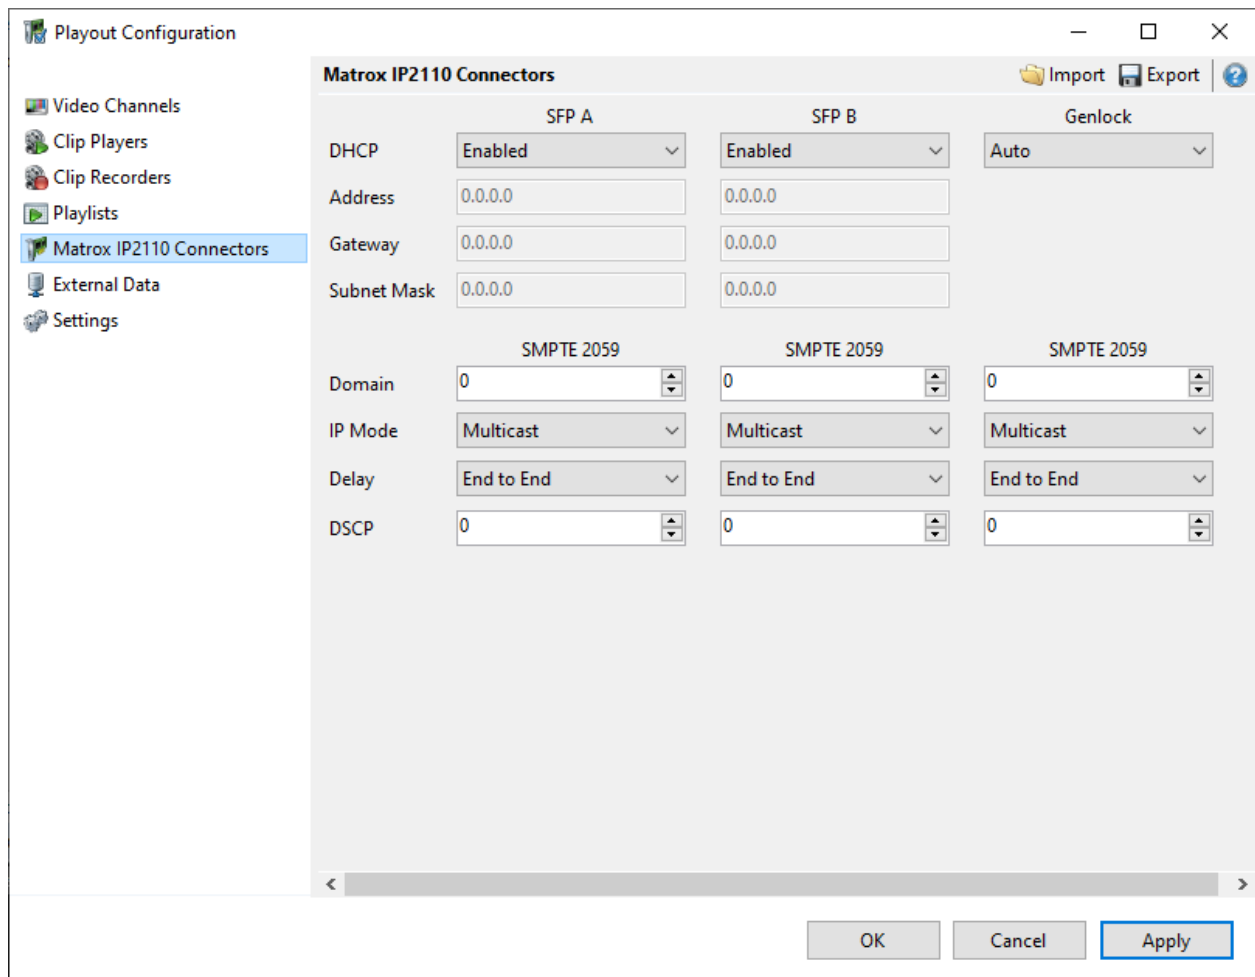 Playout Configuration
Matrox IP2110 Connectors Import Export
Video Channels
Clip Players
Clip Recorders
Playlists
Matrox IP2110 Connectors
External Data
Settings
SFP A SFP B Genlock
DHCP Enabled Enabled Auto
Address 0.0.0.0 0.0.0.0
Gateway 0.0.0.0 0.0.0.0
Subnet Mask 0.0.0.0 0.0.0.0
SMPTE 2059 SMPTE 2059 SMPTE 2059
Domain 0 0 0
IP Mode Multicast Multicast Multicast
Delay End to End End to End End to End
DSCP 0 0 0
OK Cancel Apply